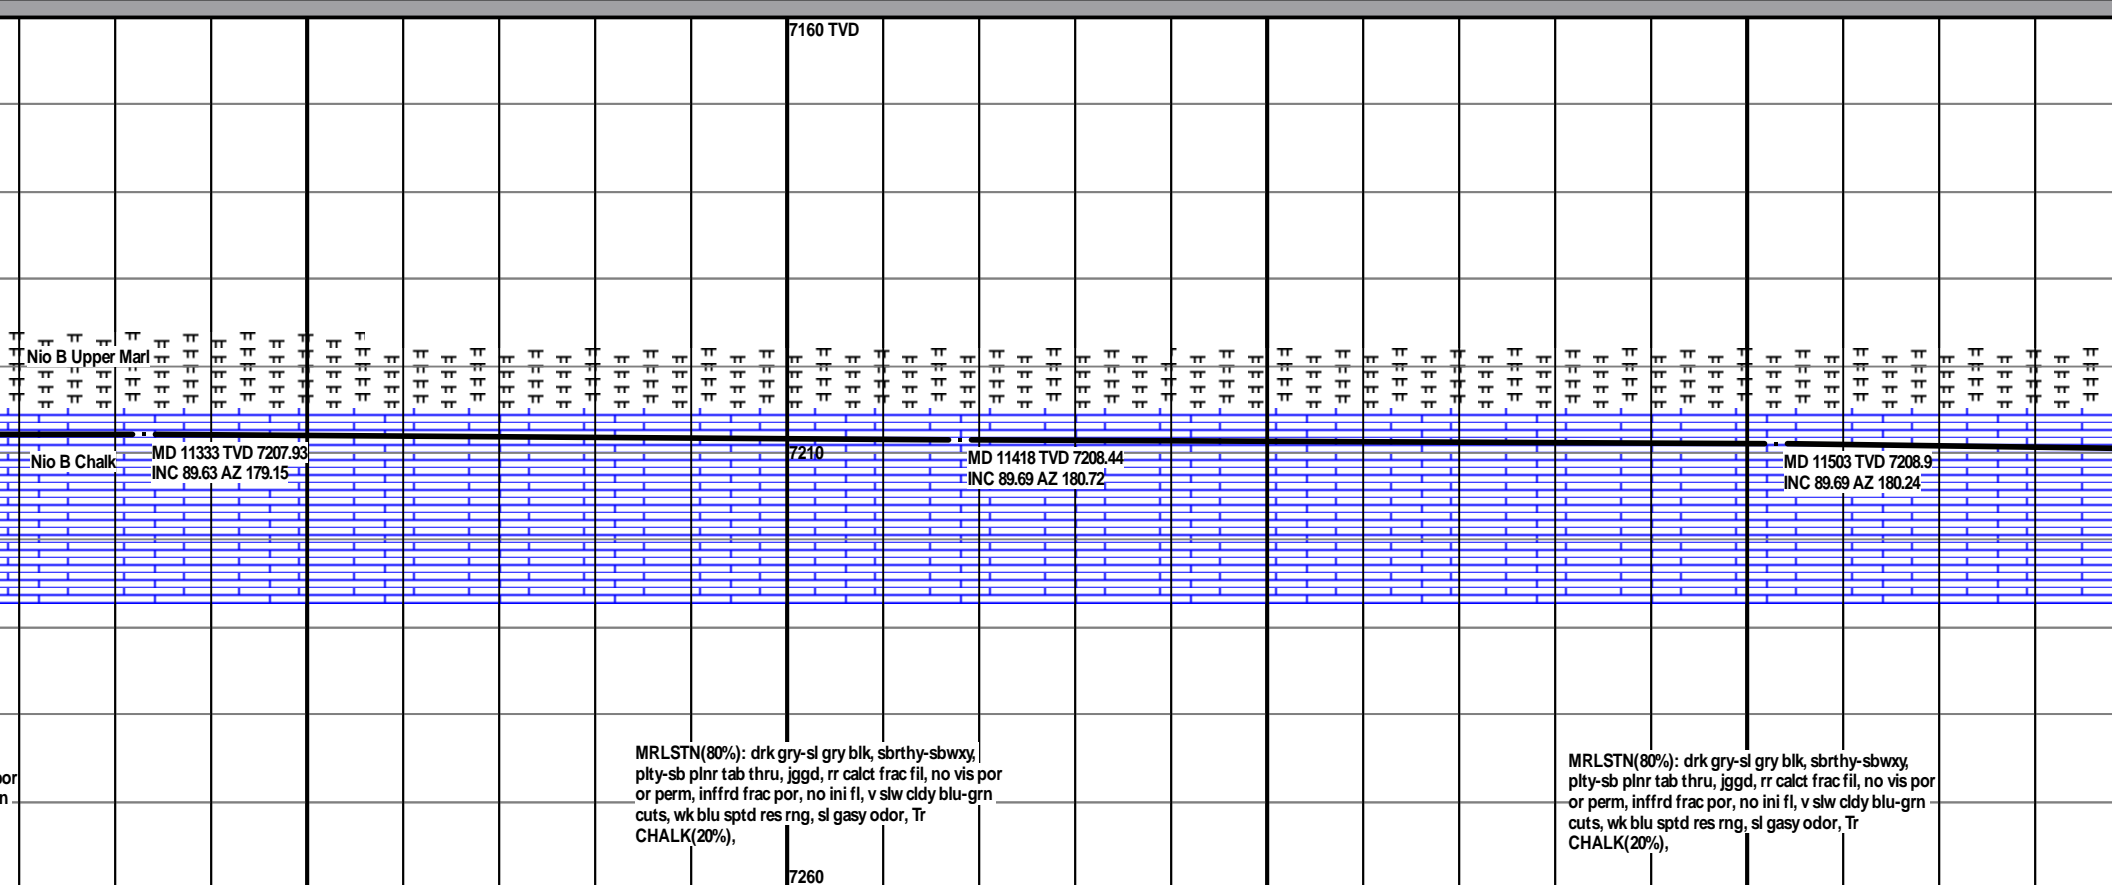 7160 TVD
Nio B Upper Marl
Nio B Chalk
MD 11333 TVD 7207.93
INC 89.63 AZ 179.15
7210
MD 11418 TVD 7208.44
INC 89.69 AZ 180.72
MD 11503 TVD 7208.9
INC 89.69 AZ 180.24
MRLSTN(80%): drk gry-sl gry blk, sbrthy-sbwxy,
plty-sb plnr tab thru, jggd, rr calct frac fil, no vis por
or perm, inffrd frac por, no ini fl, v slw cldy blu-grn
cuts, wk blu sptd res rng, sl gasy odor, Tr
CHALK(20%),
MRLSTN(80%): drk gry-sl gry blk, sbrthy-sbwxy,
plty-sb plnr tab thru, jggd, rr calct frac fil, no vis por
or perm, inffrd frac por, no ini fl, v slw cldy blu-grn
cuts, wk blu sptd res rng, sl gasy odor, Tr
CHALK(20%),
7260